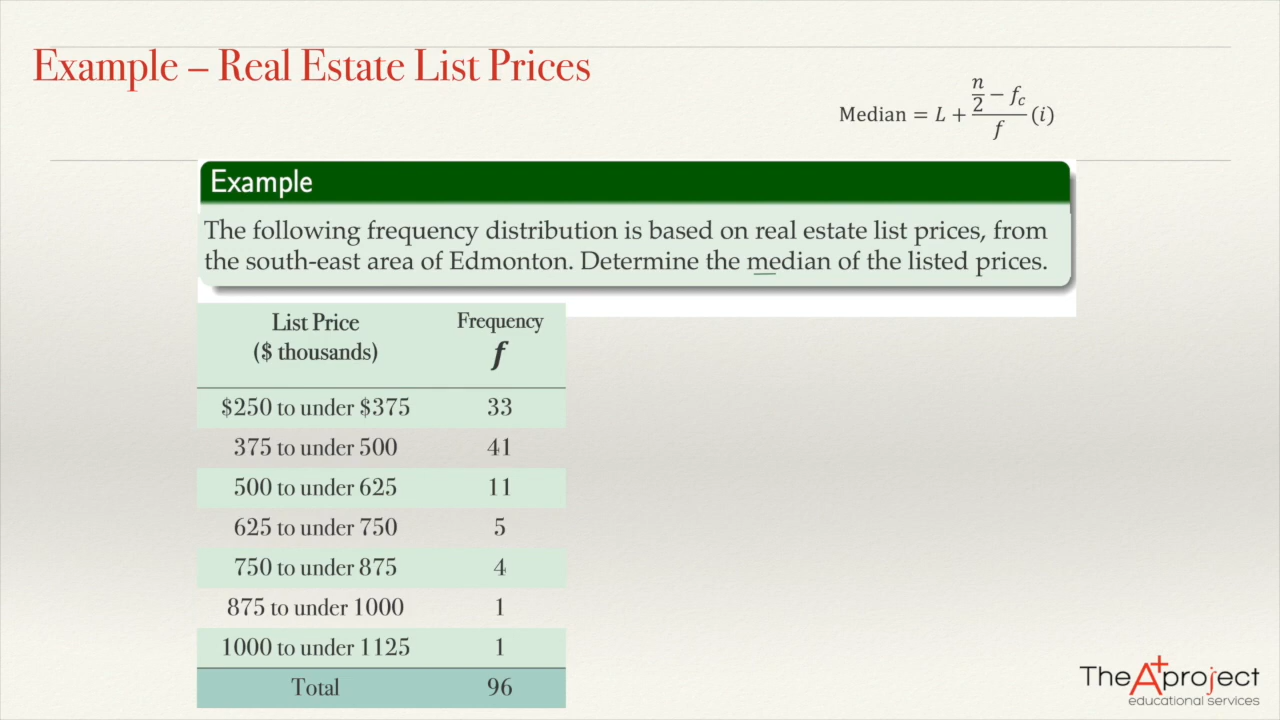 Example – Real Estate List Prices
Median = L + (n/2 − f_c)/f (i)
Example
The following frequency distribution is based on real estate list prices, from
the south-east area of Edmonton. Determine the median of the listed prices.
List Price Frequency
($ thousands) f
$250 to under $375 33
375 to under 500 41
500 to under 625 11
625 to under 750 5
750 to under 875 4
875 to under 1000 1
1000 to under 1125 1
Total 96
The A+ project
educational services